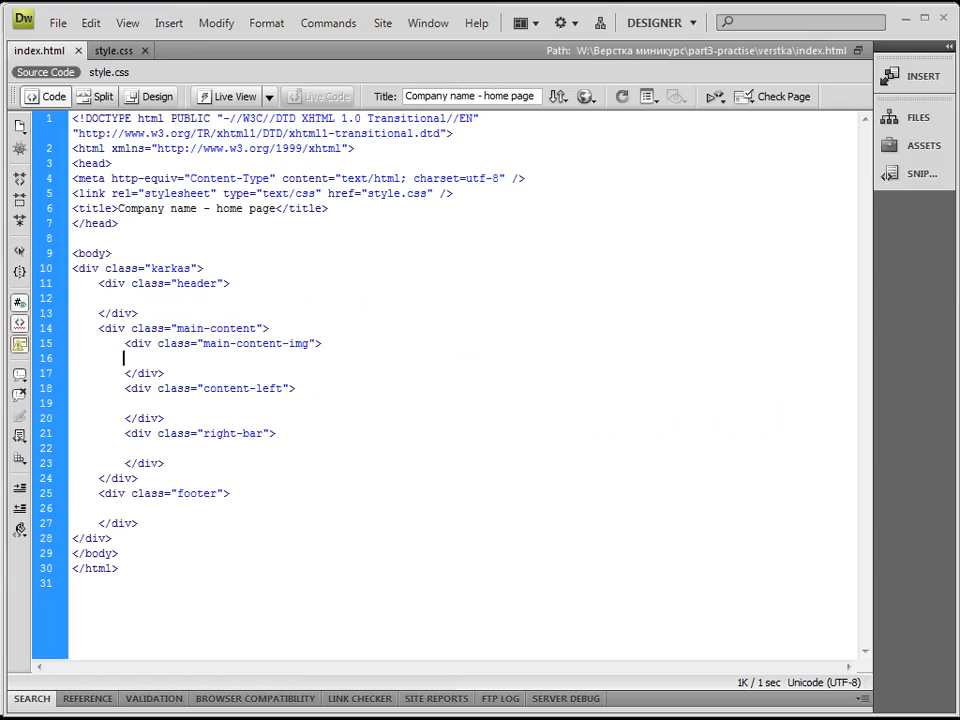 Dw File Edit View Insert Modify Format Commands Site Window Help DESIGNER
index.html style.css Path: W:\Верстка миникурс\part3-practise\verstka\index.html
Source Code style.css
Code Split Design Live View Live Code Title: Company name - home page Check Page
INSERT
FILES
ASSETS
SNIP...
1 <!DOCTYPE html PUBLIC "-//W3C//DTD XHTML 1.0 Transitional//EN"
"http://www.w3.org/TR/xhtml1/DTD/xhtml1-transitional.dtd">
2 <html xmlns="http://www.w3.org/1999/xhtml">
3 <head>
4 <meta http-equiv="Content-Type" content="text/html; charset=utf-8" />
5 <link rel="stylesheet" type="text/css" href="style.css" />
6 <title>Company name - home page</title>
7 </head>
8
9 <body>
10 <div class="karkas">
11 <div class="header">
12
13 </div>
14 <div class="main-content">
15 <div class="main-content-img">
16
17 </div>
18 <div class="content-left">
19
20 </div>
21 <div class="right-bar">
22
23 </div>
24 </div>
25 <div class="footer">
26
27 </div>
28 </div>
29 </body>
30 </html>
31
1K / 1 sec Unicode (UTF-8)
SEARCH REFERENCE VALIDATION BROWSER COMPATIBILITY LINK CHECKER SITE REPORTS FTP LOG SERVER DEBUG